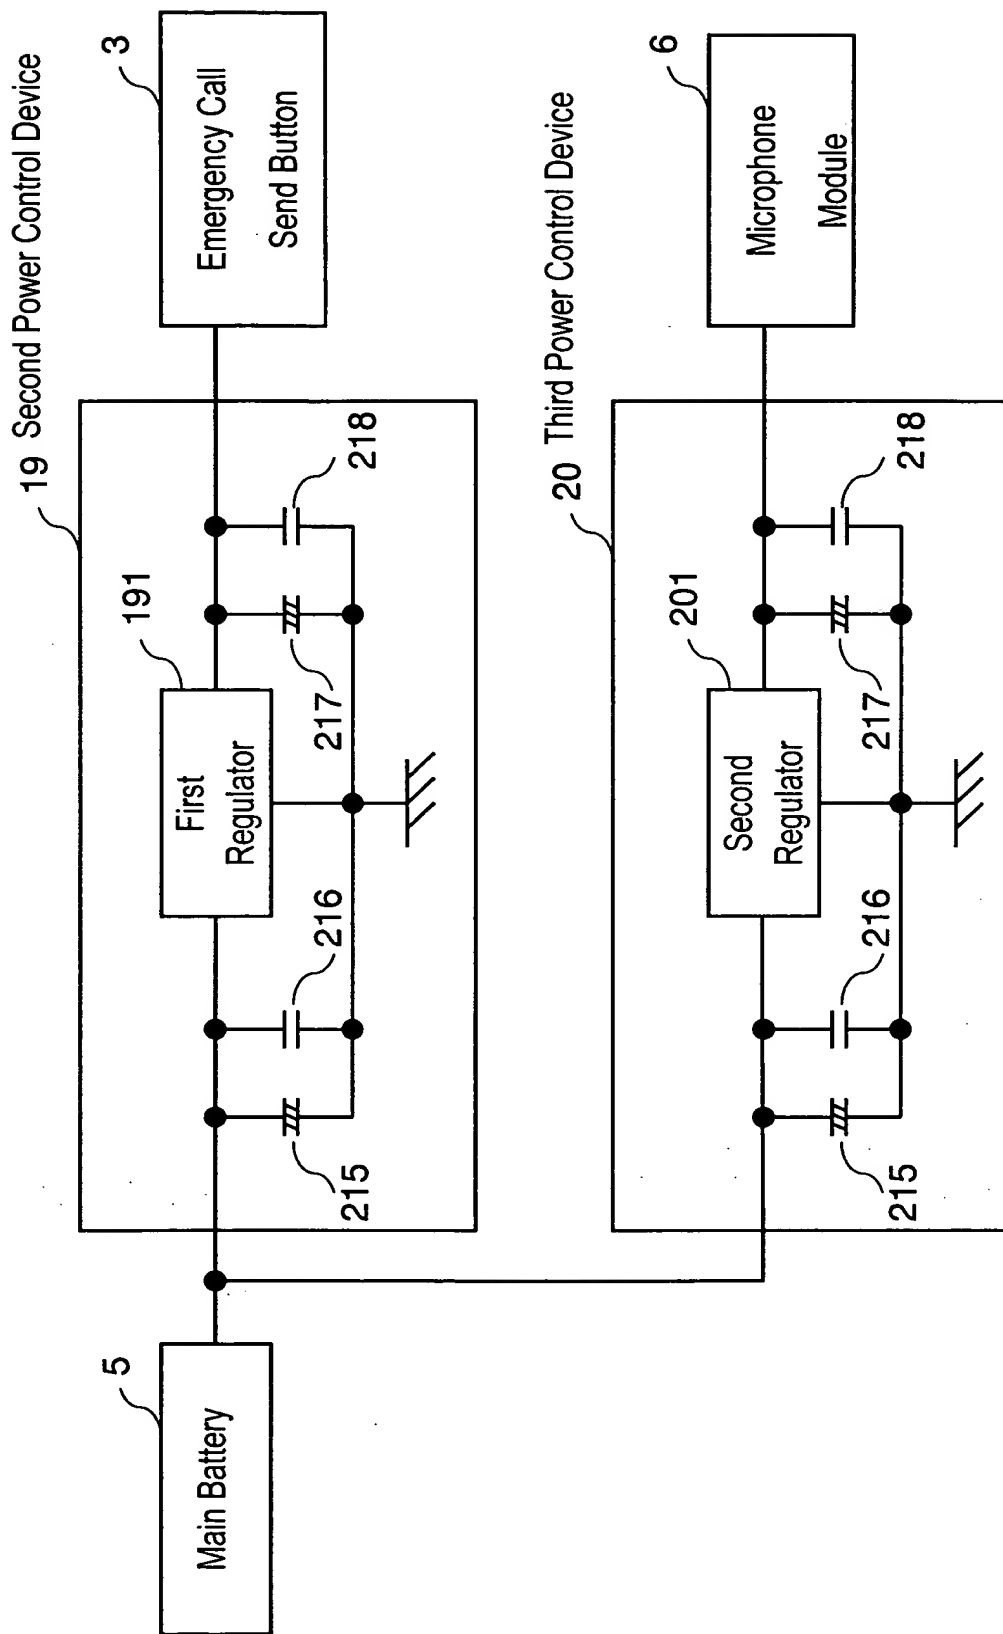 19 Second Power Control Device
3
Emergency Call
Send Button
191
First
Regulator
215
216
217
218
5
Main Battery
20 Third Power Control Device
6
Microphone
Module
201
Second
Regulator
215
216
217
218